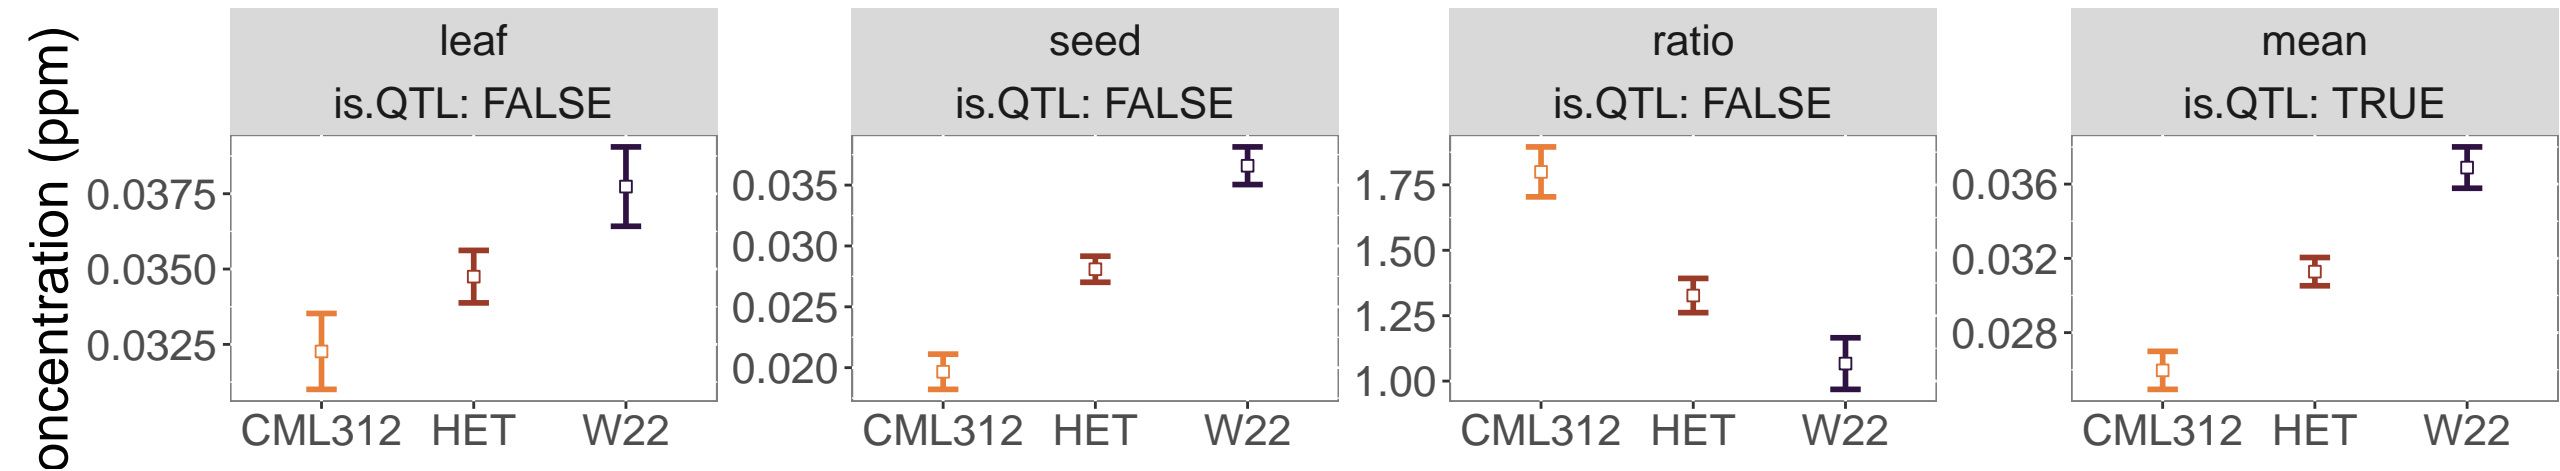 oncentration (ppm)
leaf
is.QTL: FALSE
0.0375
0.0350
0.0325
CML312 HET W22
seed
is.QTL: FALSE
0.035
0.030
0.025
0.020
CML312 HET W22
ratio
is.QTL: FALSE
1.75
1.50
1.25
1.00
CML312 HET W22
mean
is.QTL: TRUE
0.036
0.032
0.028
CML312 HET W22